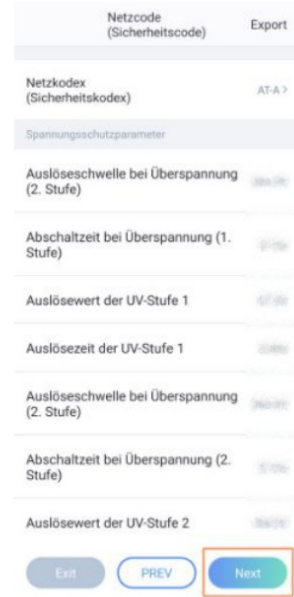 Netzcode
(Sicherheitscode)
Export
Netzkodex
(Sicherheitskodex)
AT-A >
Spannungsschutzparameter
Auslöseschwelle bei Überspannung
(2. Stufe)
Abschaltzeit bei Überspannung (1.
Stufe)
Auslösewert der UV-Stufe 1
Auslösezeit der UV-Stufe 1
Auslöseschwelle bei Überspannung
(2. Stufe)
Abschaltzeit bei Überspannung (2.
Stufe)
Auslösewert der UV-Stufe 2
Exit
PREV
Next